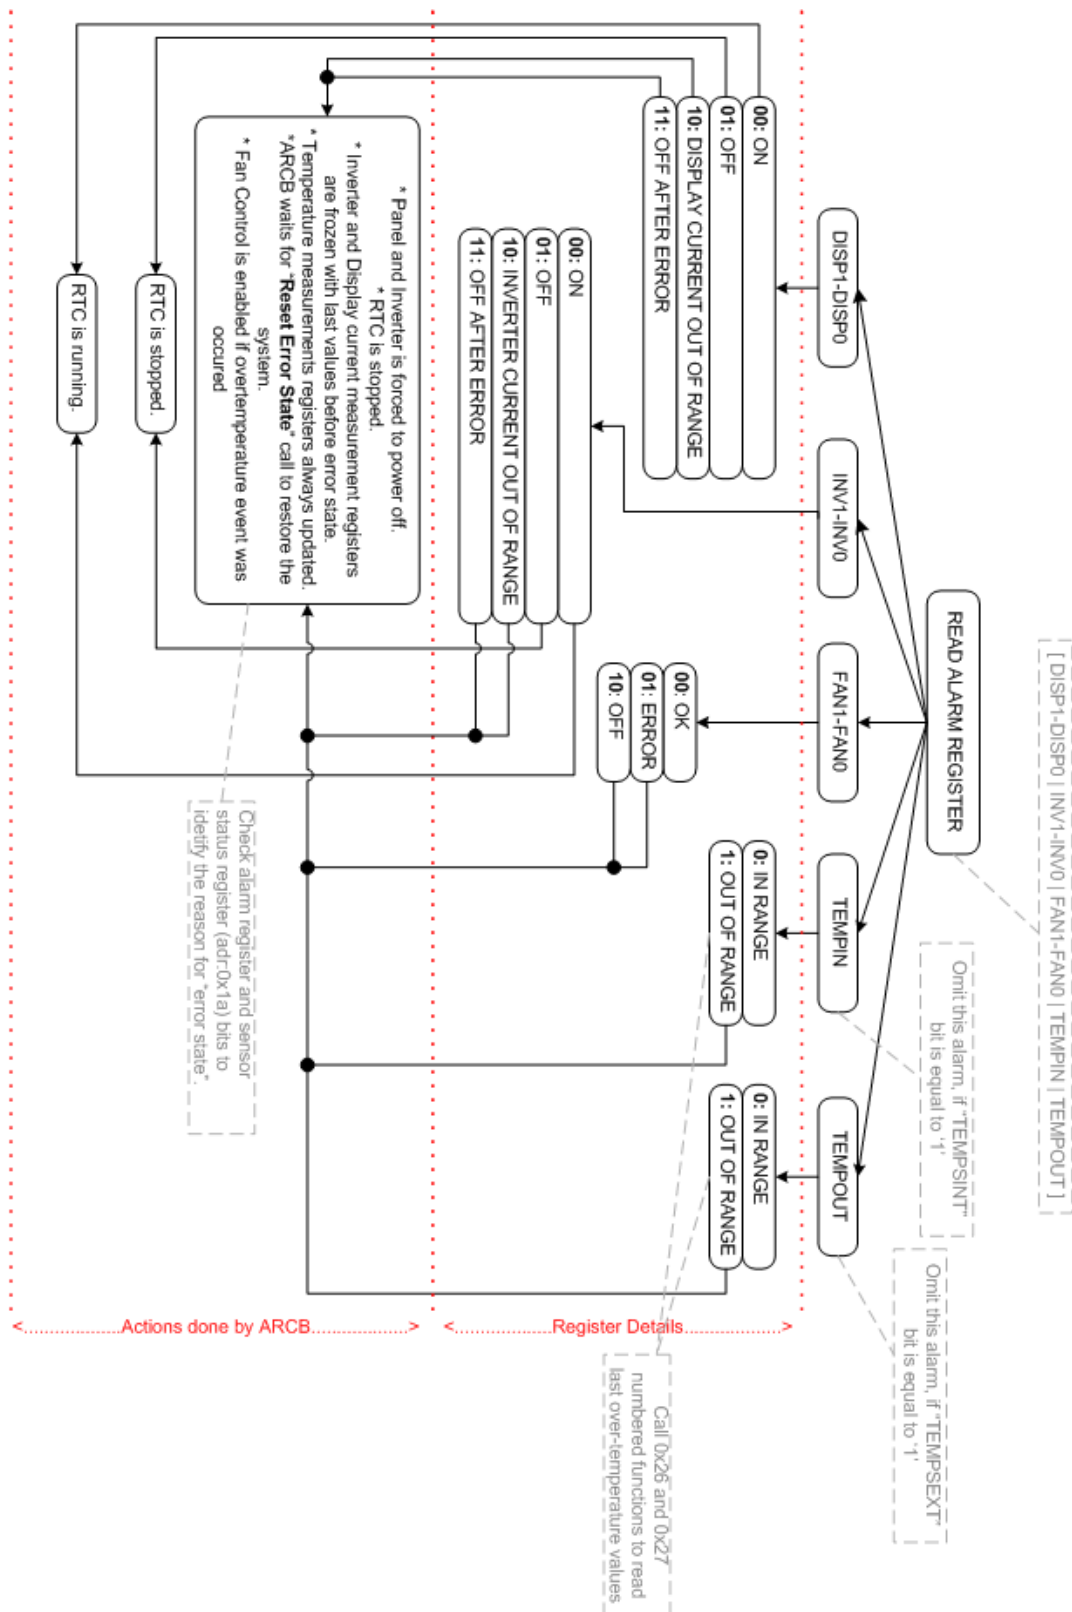 [ DISP1-DISP0 | INV1-INV0 | FAN1-FAN0 | TEMPIN | TEMPOUT ]
READ ALARM REGISTER
Omit this alarm, if "TEMPSINT"
bit is equal to '1'
Omit this alarm, if "TEMPSEXT"
bit is equal to '1'
DISP1-DISP0
INV1-INV0
FAN1-FAN0
TEMPIN
TEMPOUT
00: ON
01: OFF
10: DISPLAY CURRENT OUT OF RANGE
11: OFF AFTER ERROR
00: ON
01: OFF
10: INVERTER CURRENT OUT OF RANGE
11: OFF AFTER ERROR
00: OK
01: ERROR
10: OFF
0: IN RANGE
1: OUT OF RANGE
0: IN RANGE
1: OUT OF RANGE
<....................Register Details....................>
Call 0x26 and 0x27
numbered functions to read
last over-temperature values
* Panel and Inverter is forced to power off.
* RTC is stopped.
* Inverter and Display current measurement registers
are frozen with last values before error state.
* Temperature measurements registers always updated.
*ARCB waits for "Reset Error State" call to restore the
system.
* Fan Control is enabled if overtemperature event was
occured
Check alarm register and sensor
status register (adr:0x1a) bits to
idetify the reason for "error state".
RTC is stopped.
RTC is running.
<....................Actions done by ARCB....................>